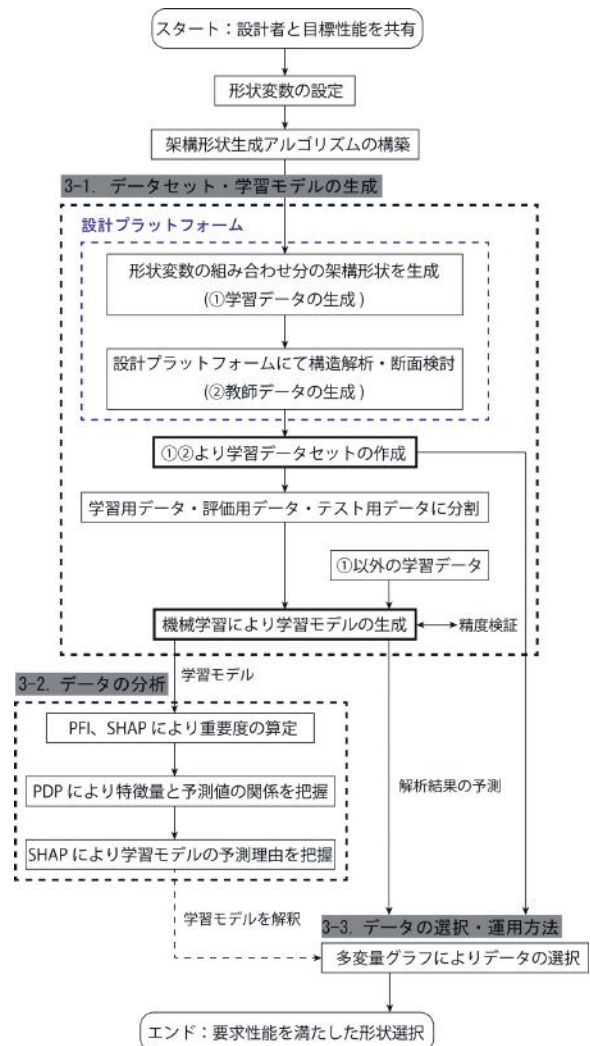 スタート：設計者と目標性能を共有
形状変数の設定
架構形状生成アルゴリズムの構築
3-1. データセット・学習モデルの生成
設計プラットフォーム
形状変数の組み合わせ分の架構形状を生成
(①学習データの生成)
設計プラットフォームにて構造解析・断面検討
(②教師データの生成)
①②より学習データセットの作成
学習用データ・評価用データ・テスト用データに分割
①以外の学習データ
機械学習により学習モデルの生成
精度検証
学習モデル
3-2. データの分析
PFI、SHAP により重要度の算定
PDP により特徴量と予測値の関係を把握
解析結果の予測
SHAP により学習モデルの予測理由を把握
学習モデルを解釈
3-3. データの選択・運用方法
多変量グラフによりデータの選択
エンド：要求性能を満たした形状選択